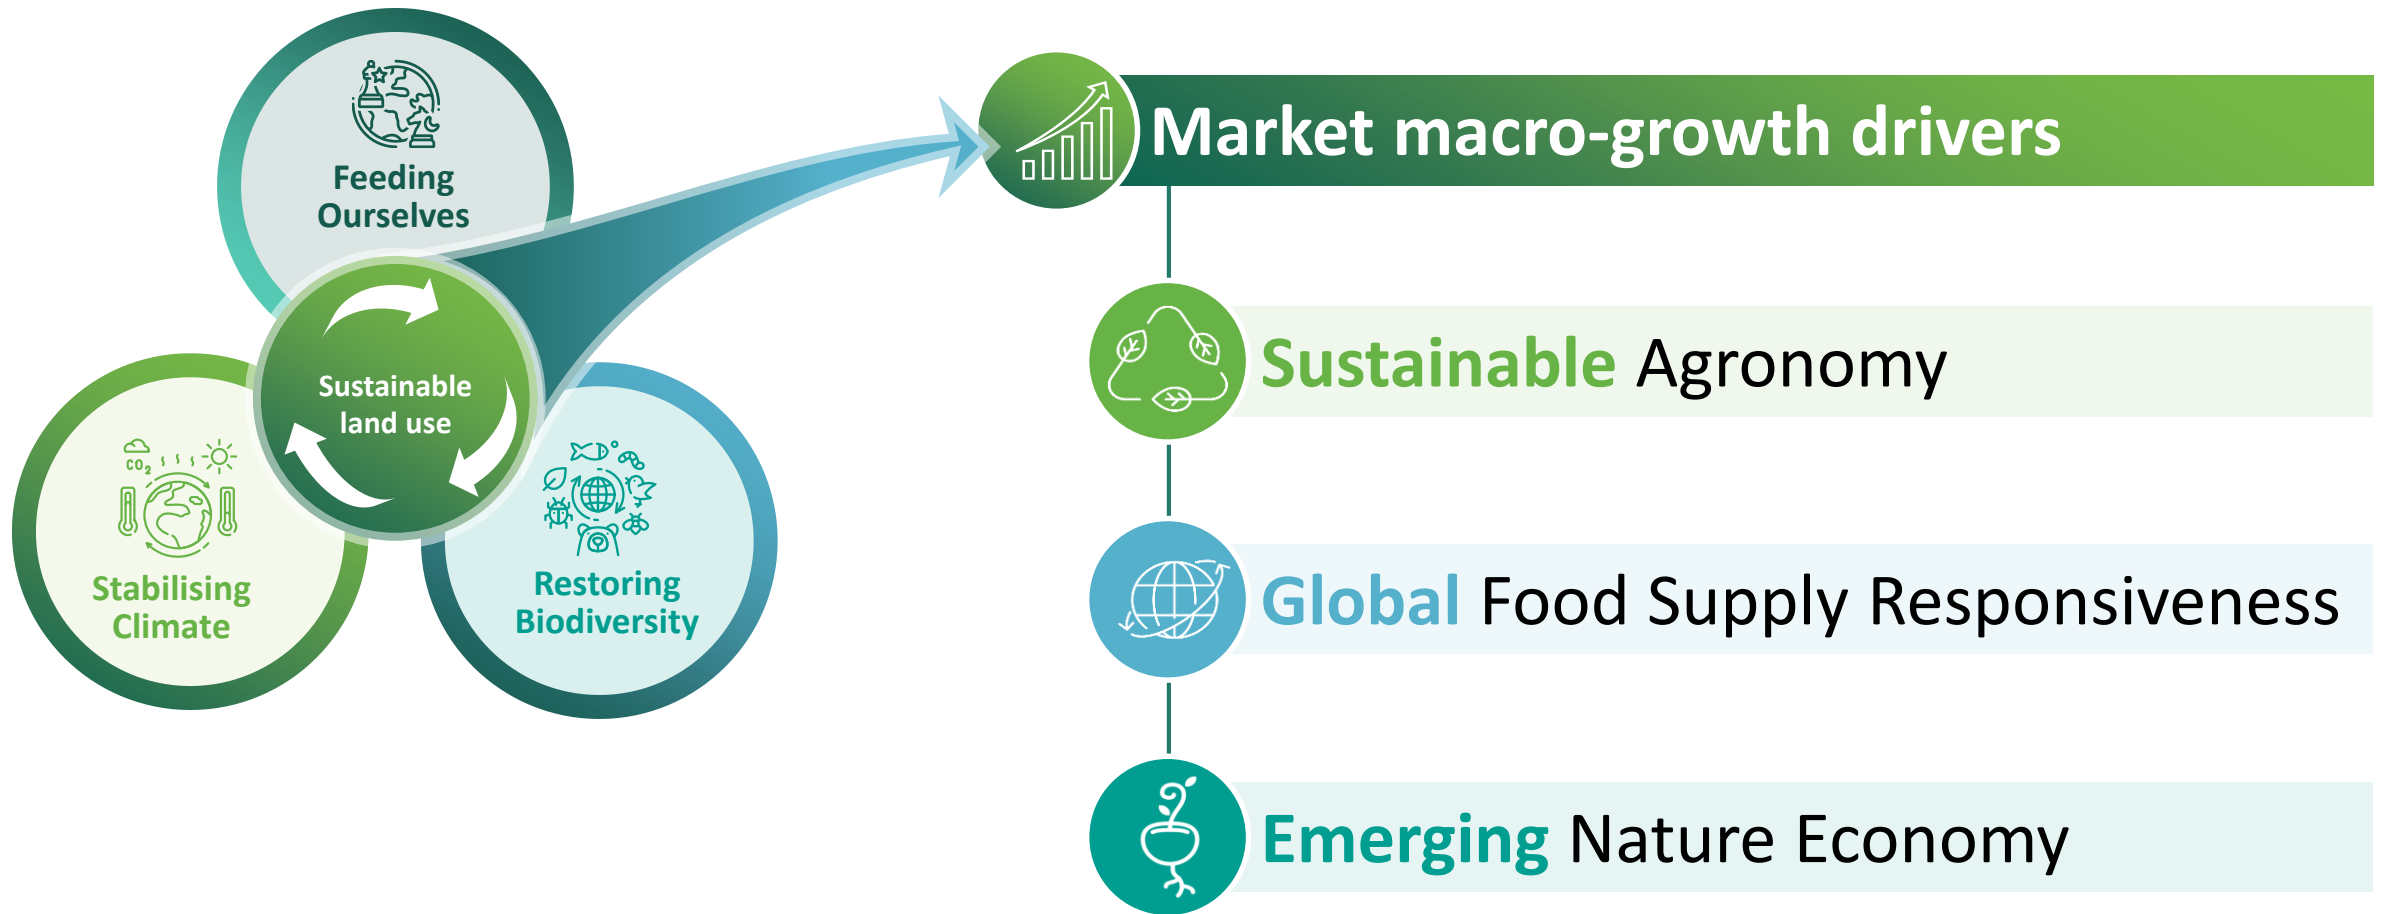 Feeding
Ourselves
Sustainable
land use
CO2
Stabilising
Climate
Restoring
Biodiversity
Market macro-growth drivers
Sustainable Agronomy
Global Food Supply Responsiveness
Emerging Nature Economy